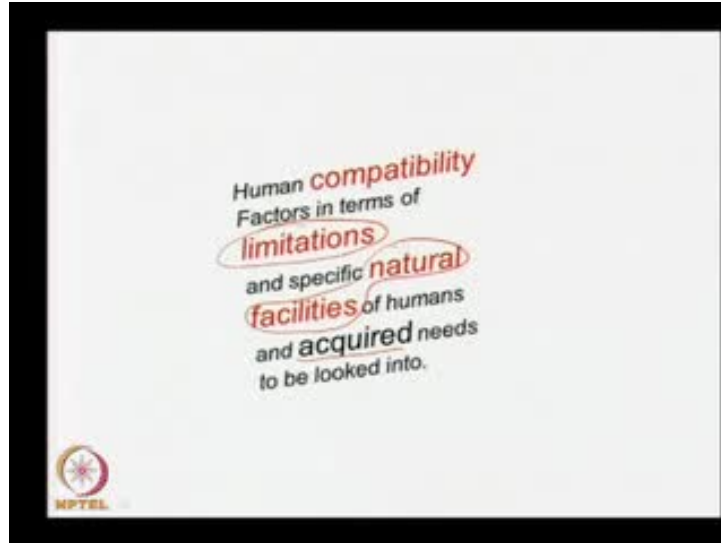 Human compatibility
Factors in terms of
limitations
and specific natural
facilities of humans
and acquired needs
to be looked into.
NPTEL